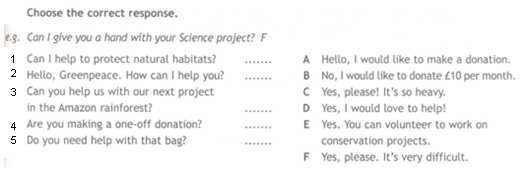 Choose the correct response.
e.g. Can I give you a hand with your Science project? F
1 Can I help to protect natural habitats? ....... A Hello, I would like to make a donation.
2 Hello, Greenpeace. How can I help you? ....... B No, I would like to donate £10 per month.
3 Can you help us with our next project C Yes, please! It's so heavy.
in the Amazon rainforest? ....... D Yes, I would love to help!
4 Are you making a one-off donation? ....... E Yes. You can volunteer to work on
5 Do you need help with that bag? ....... conservation projects.
F Yes, please. It's very difficult.